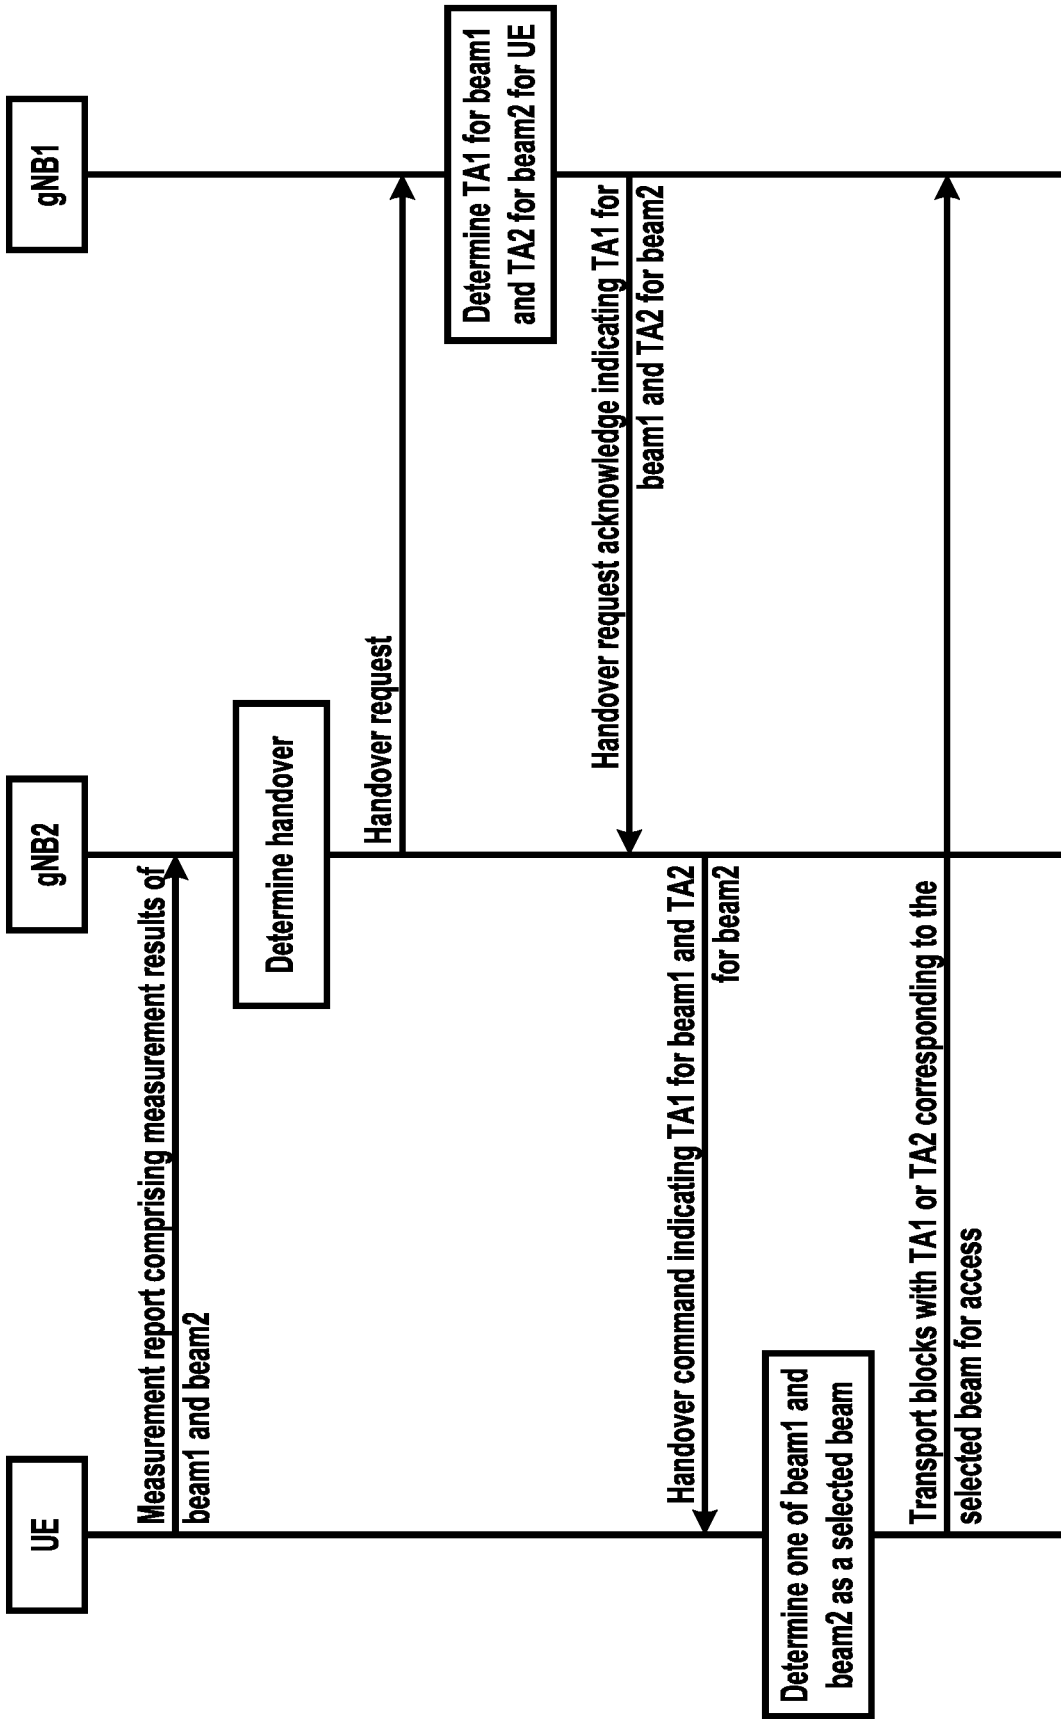 UE
gNB2
gNB1
Measurement report comprising measurement results of
beam1 and beam2
Determine handover
Handover request
Determine TA1 for beam1
and TA2 for beam2 for UE
Handover request acknowledge indicating TA1 for
beam1 and TA2 for beam2
Handover command indicating TA1 for beam1 and TA2
for beam2
Determine one of beam1 and
beam2 as a selected beam
Transport blocks with TA1 or TA2 corresponding to the
selected beam for access